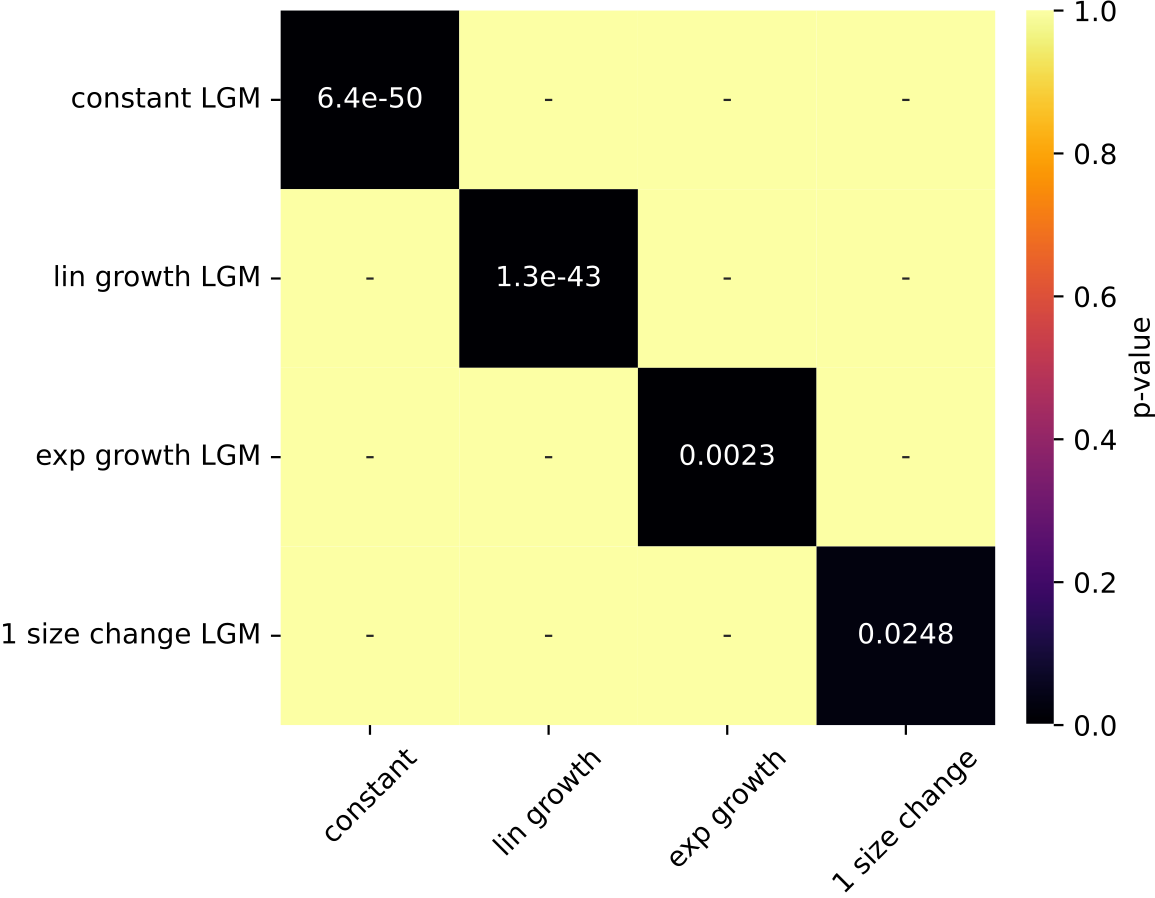 constant LGM 6.4e-50 - - -
lin growth LGM - 1.3e-43 - -
exp growth LGM - - 0.0023 -
1 size change LGM - - - 0.0248
constant lin growth exp growth 1 size change
1.0
0.8
0.6
0.4
0.2
0.0
p-value